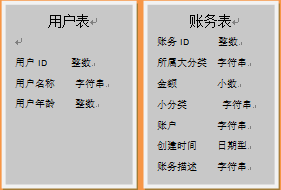 用户表
用户 ID 整数
用户名称 字符串
用户年龄 整数
账务表
账务 ID 整数
所属大分类 字符串
金额 小数
小分类 字符串
账户 字符串
创建时间 日期型
账务描述 字符串